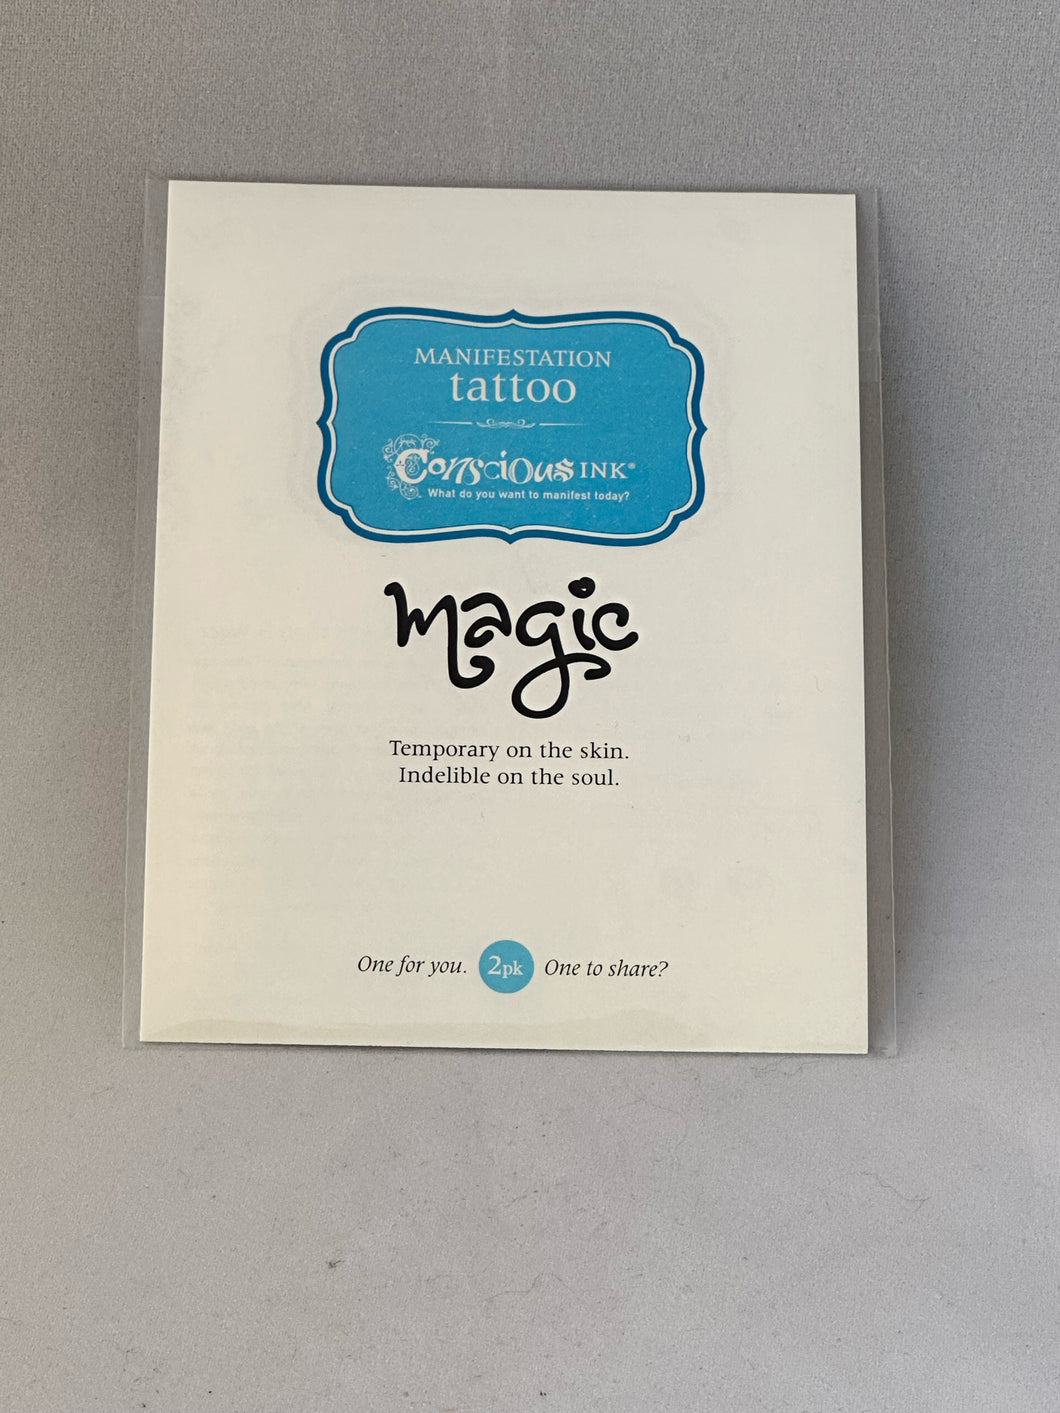 MANIFESTATION
tattoo
Conscious INK®
What do you want to manifest today?
magic
Temporary on the skin.
Indelible on the soul.
One for you. 2pk One to share?